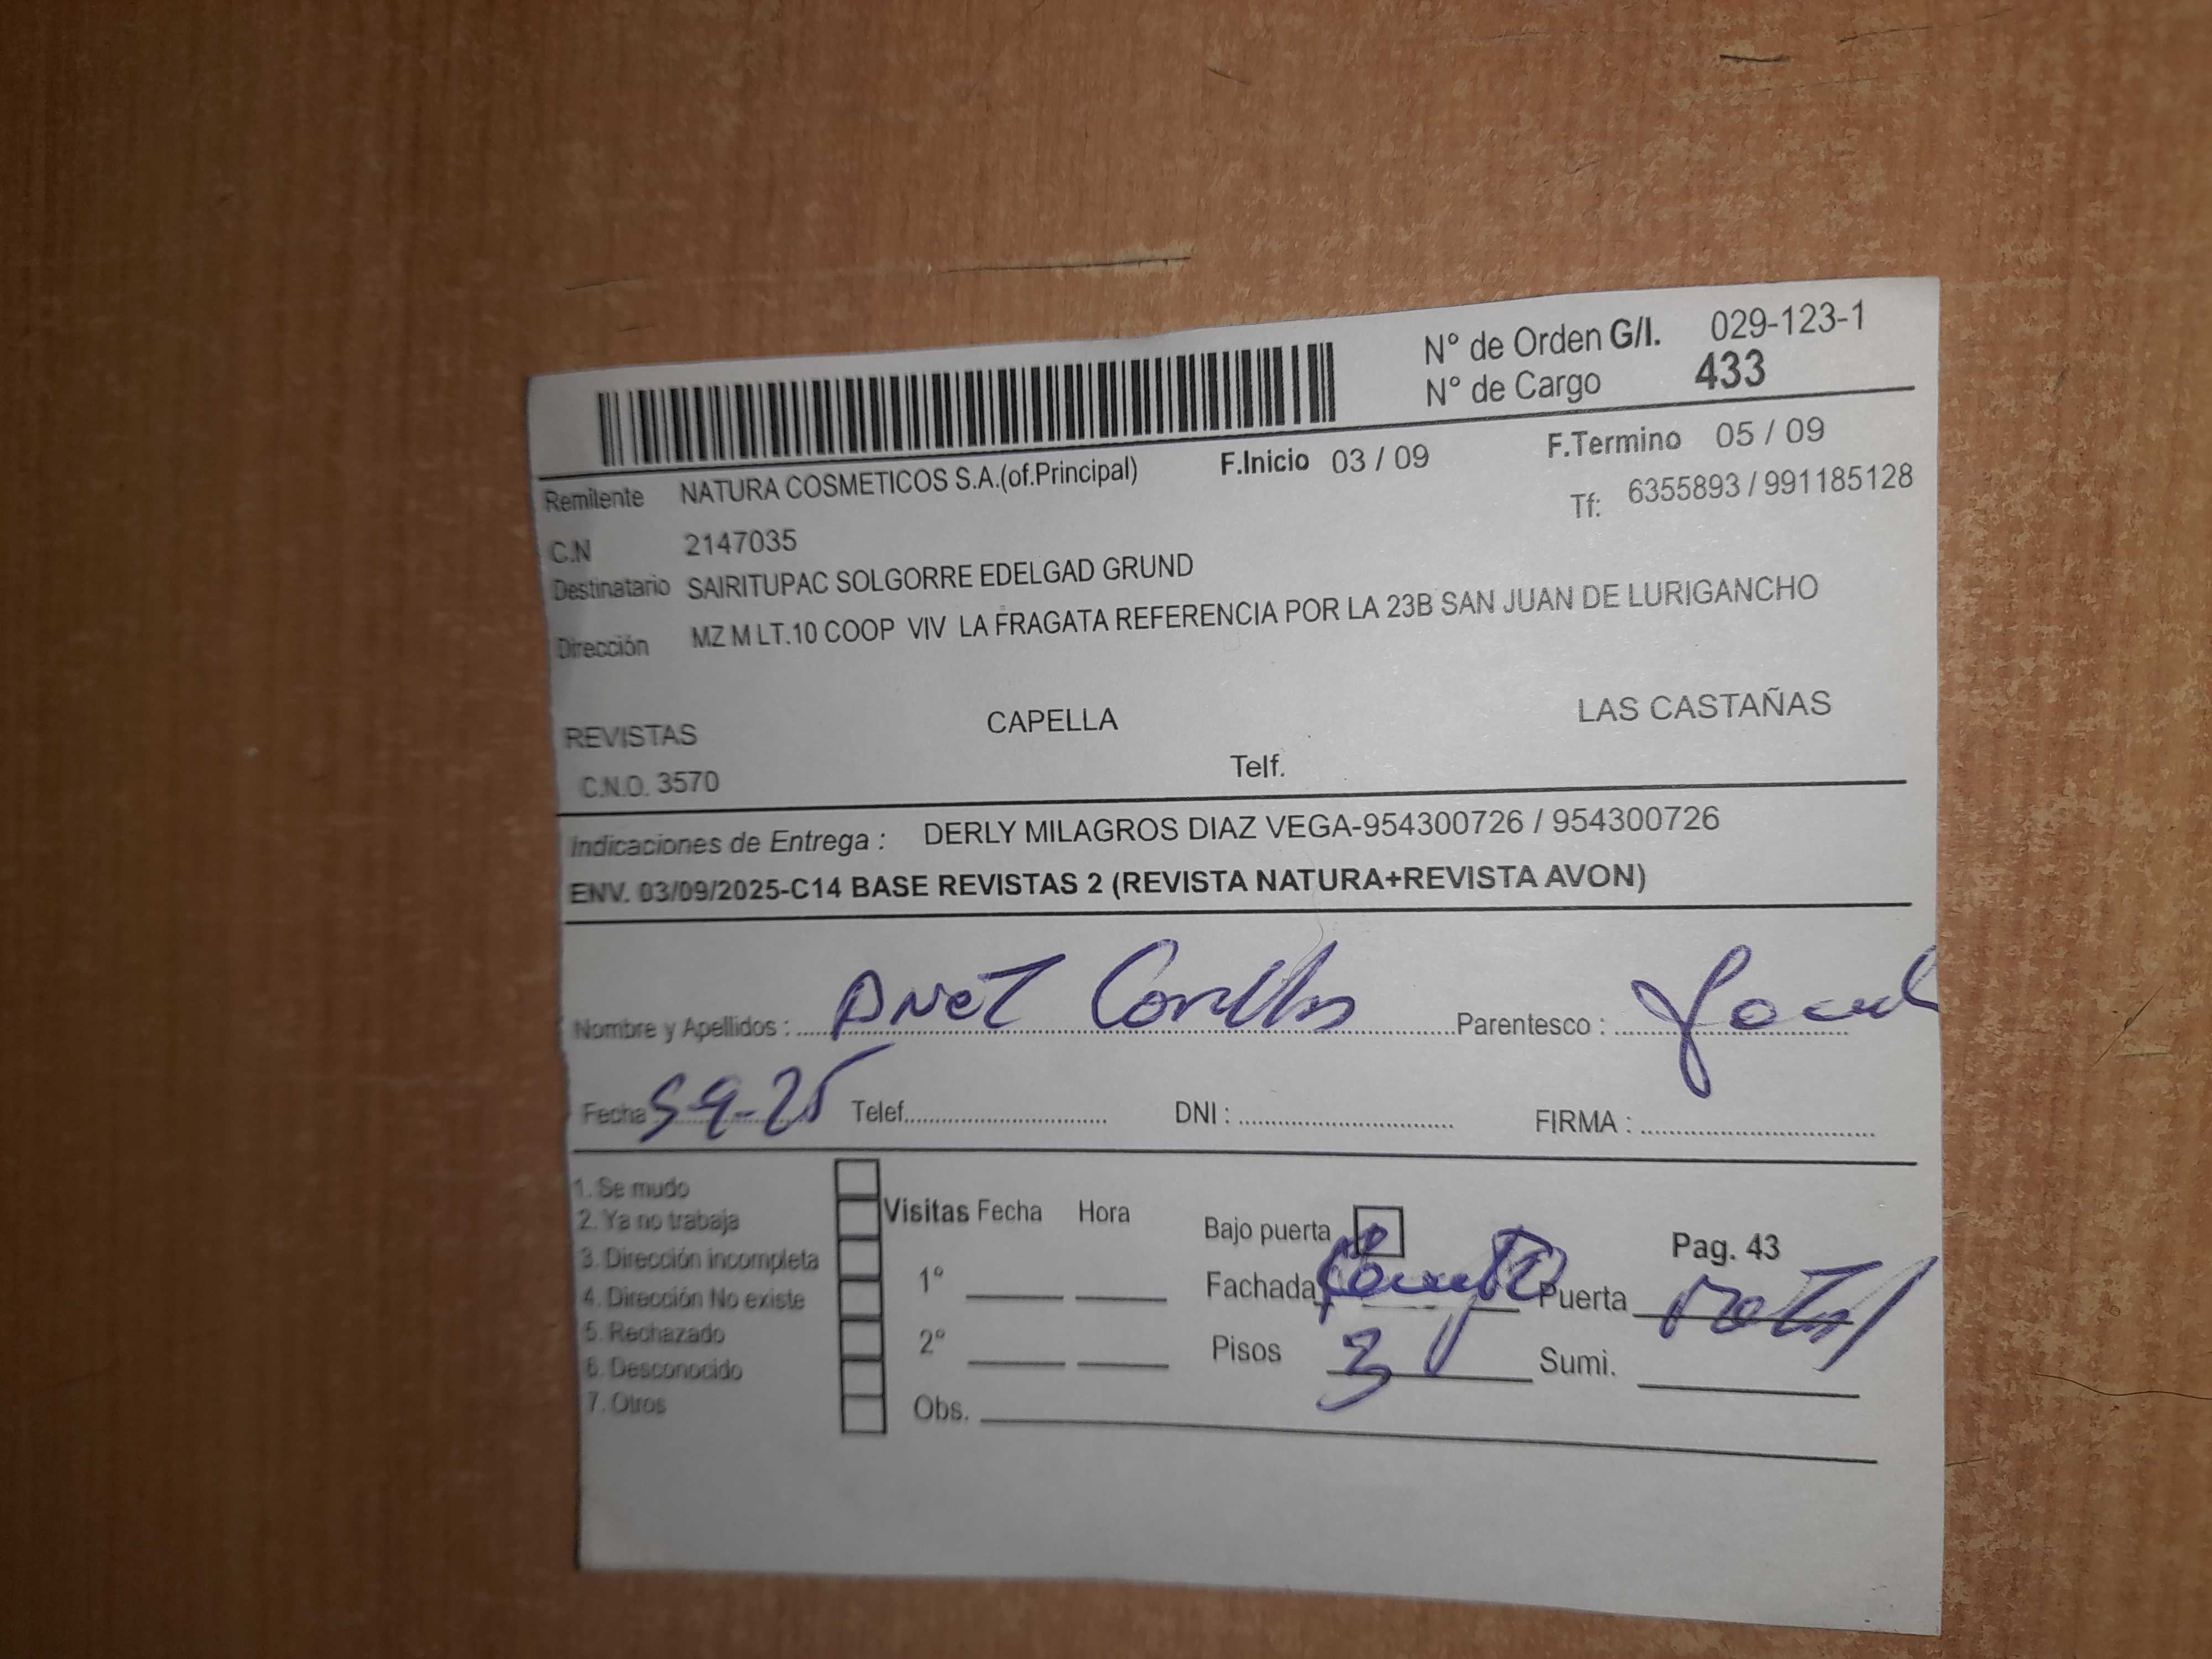 N° de Orden G/I. 029-123-1
N° de Cargo 433
Remitente NATURA COSMETICOS S.A.(of.Principal) F.Inicio 03 / 09 F.Termino 05 / 09
Tf: 6355893 / 991185128
C.N 2147035
Destinatario SAIRITUPAC SOLGORRE EDELGAD GRUND
Dirección MZ M LT.10 COOP VIV LA FRAGATA REFERENCIA POR LA 23B SAN JUAN DE LURIGANCHO
REVISTAS CAPELLA LAS CASTAÑAS
C.N.O. 3570 Telf.
Indicaciones de Entrega : DERLY MILAGROS DIAZ VEGA-954300726 / 954300726
ENV. 03/09/2025-C14 BASE REVISTAS 2 (REVISTA NATURA+REVISTA AVON)
Nombre y Apellidos : Anet Parentesco :
Fecha 5-9-25 Telef. DNI : FIRMA :
1. Se mudo
2. Ya no trabaja
3. Dirección incompleta
4. Dirección No existe
5. Rechazado
6. Desconocido
7. Otros
Visitas Fecha Hora
1°
2°
Obs.
Bajo puerta Pag. 43
Fachada Puerta metal
Pisos 3 Sumi.